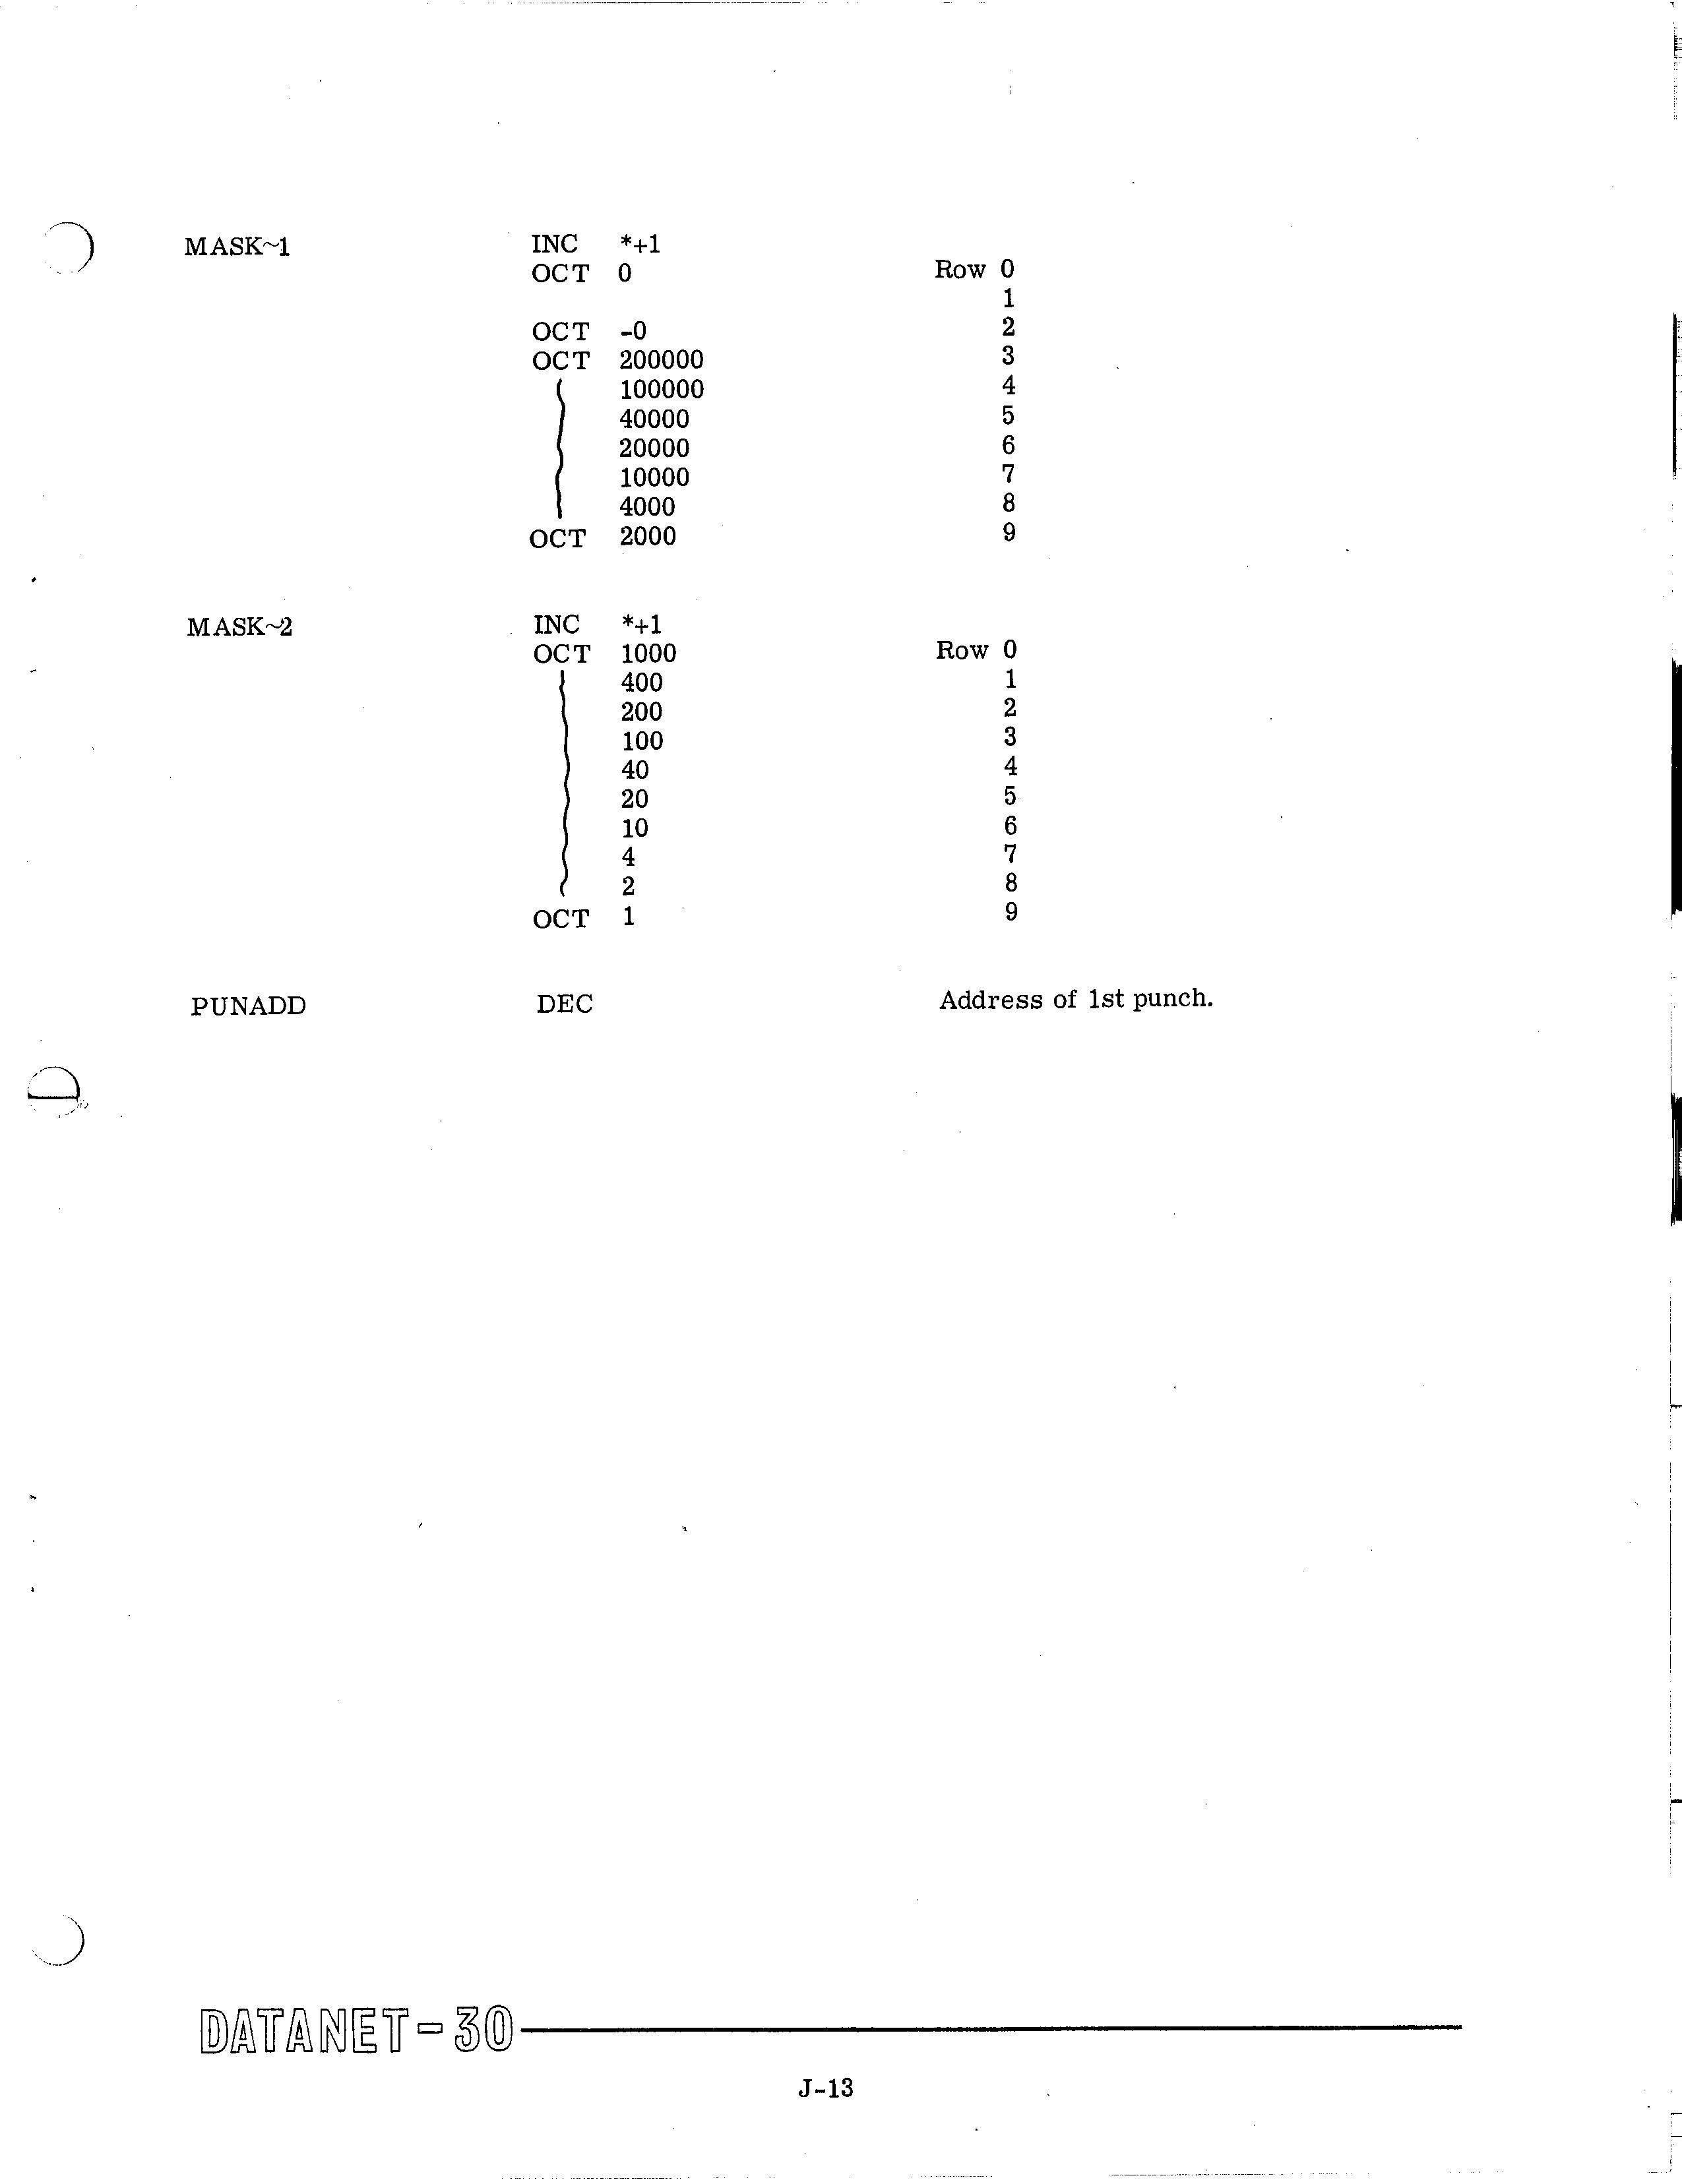 MASK~1 INC *+1
OCT 0 Row 0
1
OCT -0 2
OCT 200000 3
100000 4
40000 5
20000 6
10000 7
4000 8
OCT 2000 9
MASK~2 INC *+1
OCT 1000 Row 0
400 1
200 2
100 3
40 4
20 5
10 6
4 7
2 8
OCT 1 9
PUNADD DEC Address of 1st punch.
DATANET-30
J-13